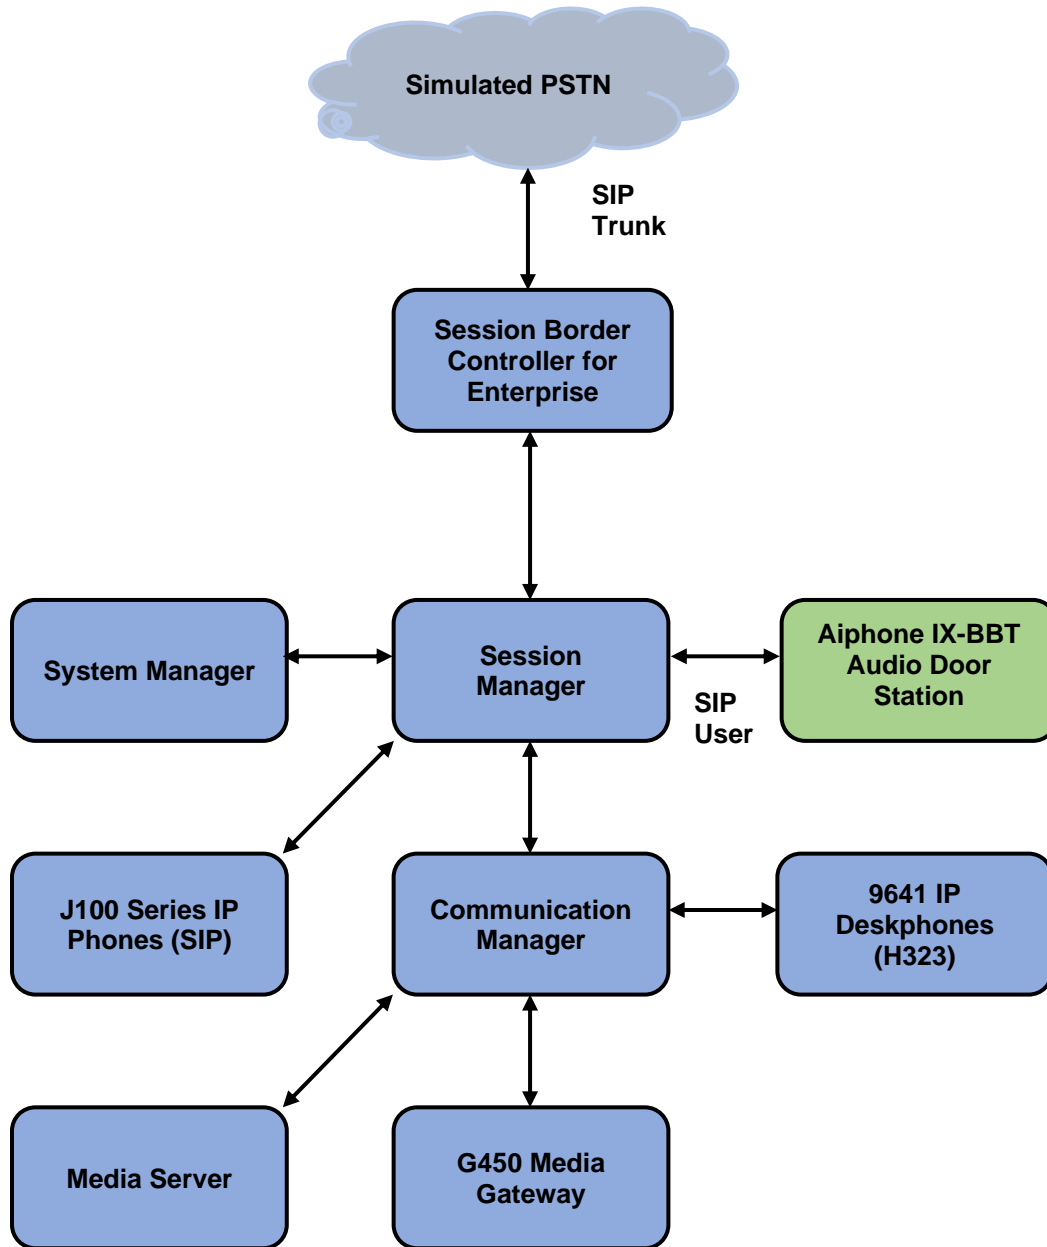 Simulated PSTN
SIP
Trunk
Session Border
Controller for
Enterprise
System Manager
Session
Manager
Aiphone IX-BBT
Audio Door
Station
SIP
User
J100 Series IP
Phones (SIP)
Communication
Manager
9641 IP
Deskphones
(H323)
Media Server
G450 Media
Gateway